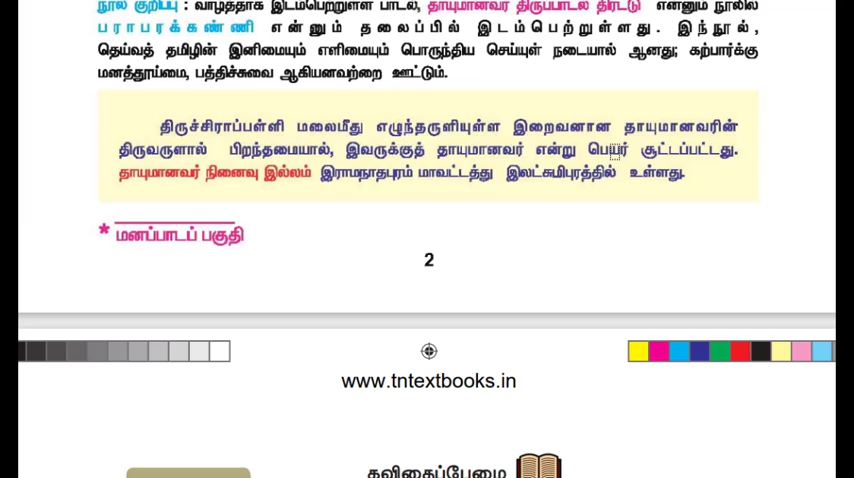 நூல் குறிப்பு : வாழ்த்தாக இடம்பெற்றுள்ள பாடல், தாயுமானவர் திருப்பாடல் திரட்டு என்னும் நூலில்
பராபரக்கண்ணி என்னும் தலைப்பில் இடம்பெற்றுள்ளது. இந்நூல்,
தெய்வத் தமிழின் இனிமையும் எளிமையும் பொருந்திய செய்யுள் நடையால் ஆனது; கற்பார்க்கு
மனத்தூய்மை, பத்திச்சுவை ஆகியனவற்றை ஊட்டும்.
திருச்சிராப்பள்ளி மலைமீது எழுந்தருளியுள்ள இறைவனான தாயுமானவரின்
திருவருளால் பிறந்தமையால், இவருக்குத் தாயுமானவர் என்று பெயர் சூட்டப்பட்டது.
தாயுமானவர் நினைவு இல்லம் இராமநாதபுரம் மாவட்டத்து இலட்சுமிபுரத்தில் உள்ளது.
* மனப்பாடப் பகுதி
2
www.tntextbooks.in
கவிதைப்பேழை